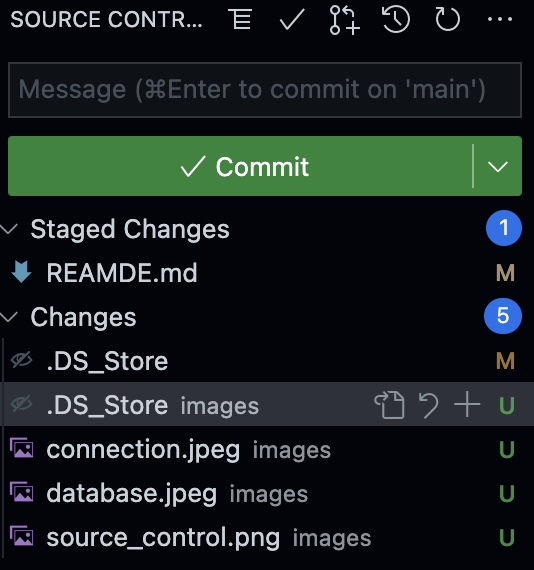 SOURCE CONTR...
Message (⌘Enter to commit on 'main')
Commit
Staged Changes 1
REAMDE.md M
Changes 5
.DS_Store M
.DS_Store images U
connection.jpeg images U
database.jpeg images U
source_control.png images U